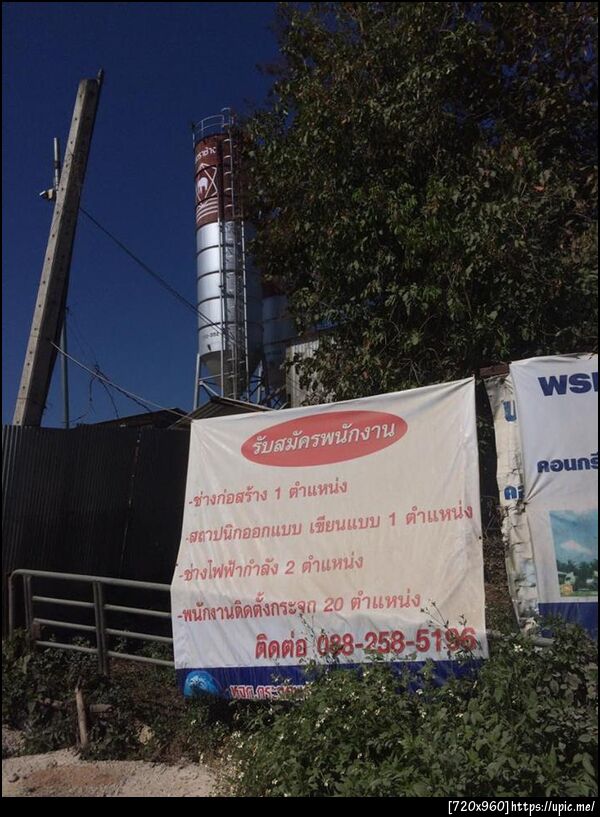 รับสมัครพนักงาน
-ช่างก่อสร้าง 1 ตำแหน่ง
-สถาปนิกออกแบบ เขียนแบบ 1 ตำแหน่ง
-ช่างไฟฟ้ากำลัง 2 ตำแหน่ง
-พนักงานติดตั้งกระจก 20 ตำแหน่ง
ติดต่อ 088-258-5196
หจก.
คอนกรี
[720x960]https://upic.me/